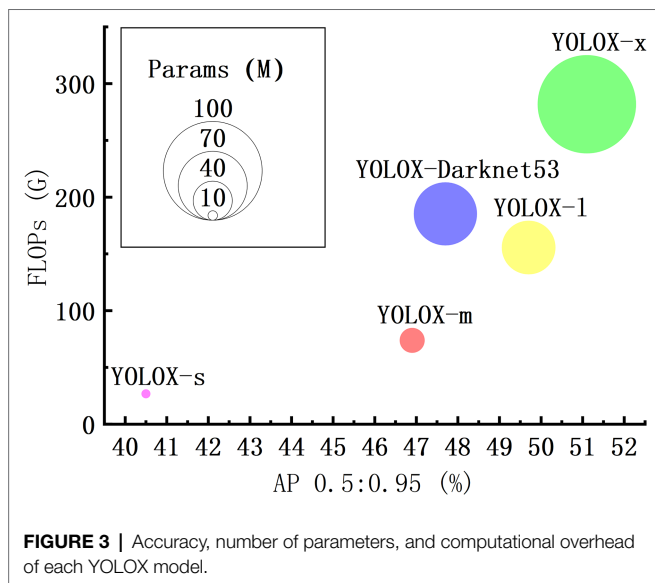 300
200
100
0
FLOPs (G)
Params (M)
100
70
40
10
YOLOX-x
YOLOX-Darknet53
YOLOX-l
YOLOX-m
YOLOX-s
40 41 42 43 44 45 46 47 48 49 50 51 52
AP 0.5:0.95 (%)
FIGURE 3 | Accuracy, number of parameters, and computational overhead
of each YOLOX model.